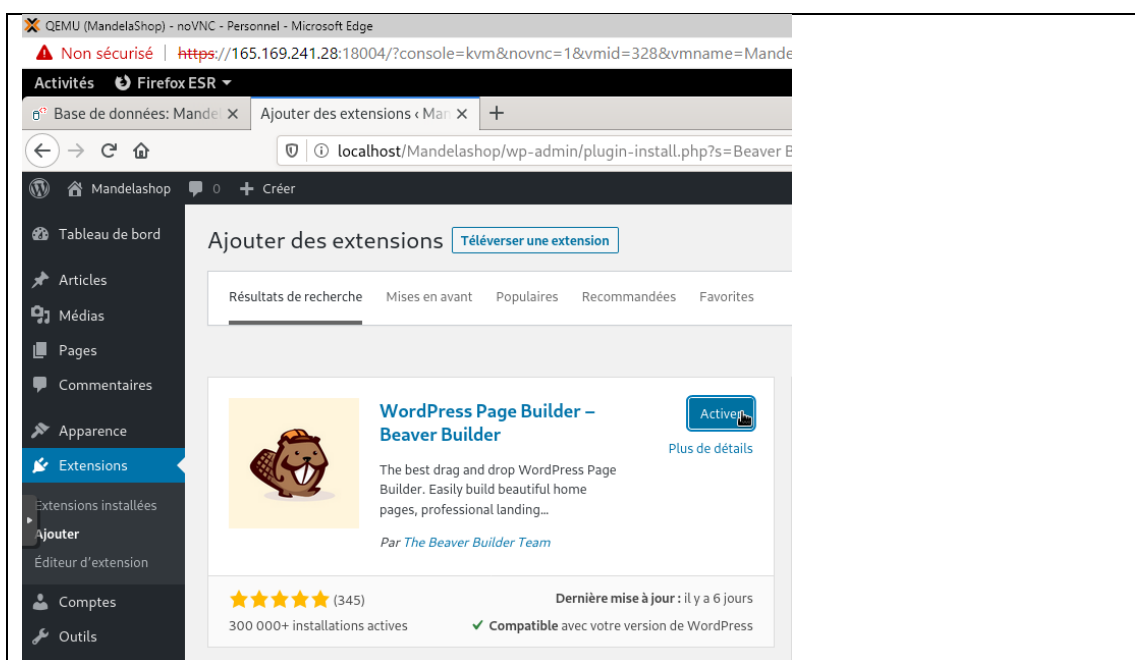 QEMU (MandelaShop) - noVNC - Personnel - Microsoft Edge
Non sécurisé | https://165.169.241.28:18004/?console=kvm&novnc=1&vmid=328&vmname=Mande
Activités Firefox ESR
Base de données: Mandel Ajouter des extensions ‹ Man
localhost/Mandelashop/wp-admin/plugin-install.php?s=Beaver B
Mandelashop 0 + Créer
Tableau de bord
Articles
Médias
Pages
Commentaires
Apparence
Extensions
Extensions installées
Ajouter
Éditeur d'extension
Comptes
Outils
Ajouter des extensions Téléverser une extension
Résultats de recherche Mises en avant Populaires Recommandées Favorites
WordPress Page Builder –
Beaver Builder
Activer
Plus de détails
The best drag and drop WordPress Page
Builder. Easily build beautiful home
pages, professional landing…
Par The Beaver Builder Team
(345)
300 000+ installations actives
Dernière mise à jour : il y a 6 jours
✓ Compatible avec votre version de WordPress